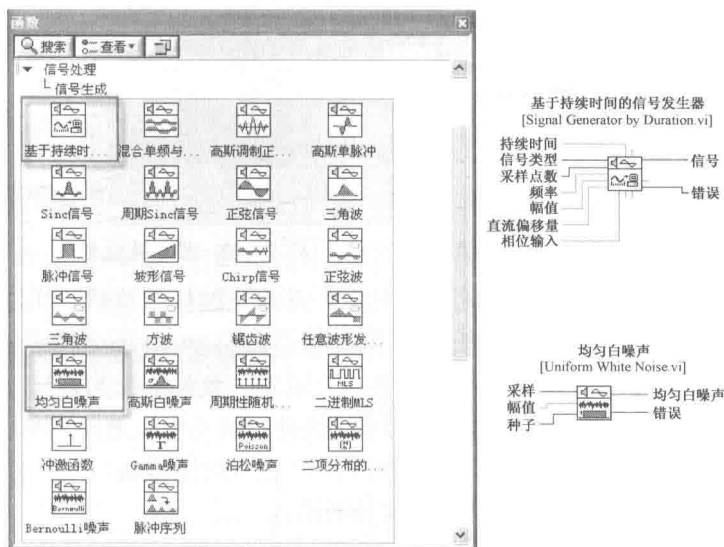 函数
搜索 查看
信号处理
信号生成
基于持续时... 混合单频与... 高斯调制正... 高斯单脉冲
Sinc信号 周期Sinc信号 正弦信号 三角波
脉冲信号 坡形信号 Chirp信号 正弦波
三角波 方波 锯齿波 任意波形发...
MLS
均匀白噪声 高斯白噪声 周期性随机... 二进制MLS
T Poisson (N n)
冲激函数 Gamma噪声 泊松噪声 二项分布的...
Bernoulli
Bernoulli噪声 脉冲序列
基于持续时间的信号发生器
[Signal Generator by Duration.vi]
持续时间
信号类型
采样点数
频率
幅值
直流偏移量
相位输入
信号
错误
均匀白噪声
[Uniform White Noise.vi]
采样
幅值
种子
均匀白噪声
错误